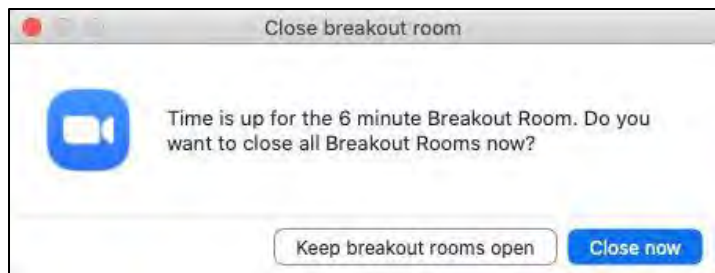 Close breakout room
Time is up for the 6 minute Breakout Room. Do you
want to close all Breakout Rooms now?
Keep breakout rooms open
Close now